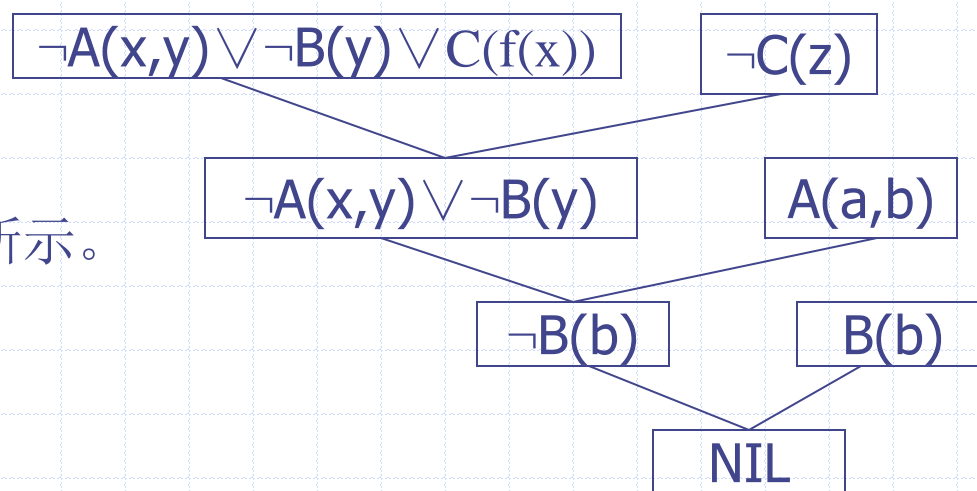 ¬A(x,y)∨¬B(y)∨C(f(x))
¬C(z)
¬A(x,y)∨¬B(y)
A(a,b)
所示。
¬B(b)
B(b)
NIL